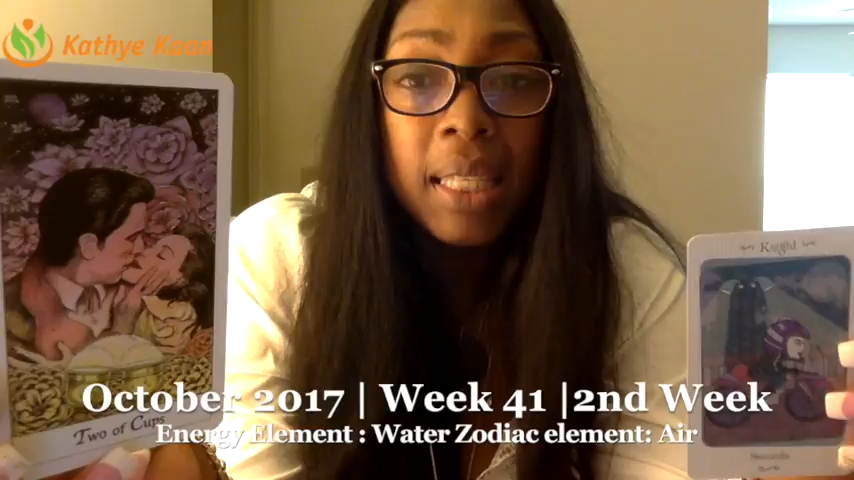 Kathye Kaan
Knight
October 2017 | Week 41 |2nd Week
Two of Cups
Energy Element : Water Zodiac element: Air